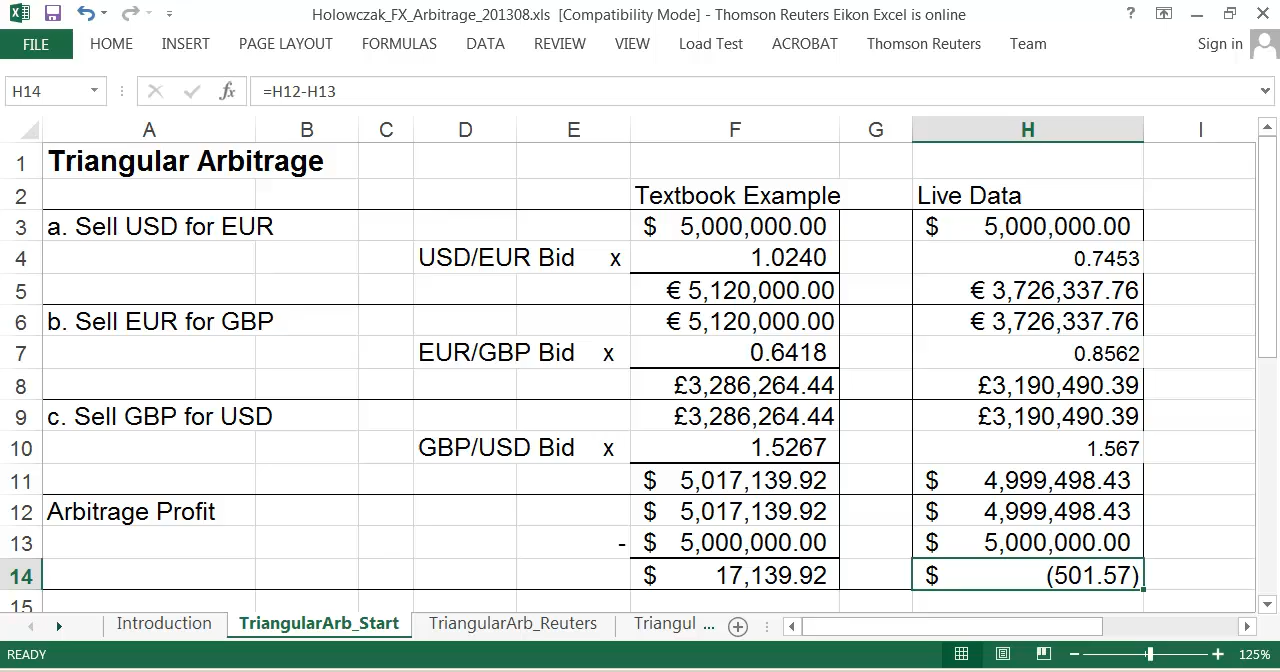 Holowczak_FX_Arbitrage_201308.xls [Compatibility Mode] - Thomson Reuters Eikon Excel is online ?
FILE HOME INSERT PAGE LAYOUT FORMULAS DATA REVIEW VIEW Load Test ACROBAT Thomson Reuters Team Sign in
H14 fx =H12-H13
A B C D E F G H I
1 Triangular Arbitrage
2 Textbook Example Live Data
3 a. Sell USD for EUR $ 5,000,000.00 $ 5,000,000.00
4 USD/EUR Bid x 1.0240 0.7453
5 € 5,120,000.00 € 3,726,337.76
6 b. Sell EUR for GBP € 5,120,000.00 € 3,726,337.76
7 EUR/GBP Bid x 0.6418 0.8562
8 £3,286,264.44 £3,190,490.39
9 c. Sell GBP for USD £3,286,264.44 £3,190,490.39
10 GBP/USD Bid x 1.5267 1.567
11 $ 5,017,139.92 $ 4,999,498.43
12 Arbitrage Profit $ 5,017,139.92 $ 4,999,498.43
13 - $ 5,000,000.00 $ 5,000,000.00
14 $ 17,139.92 $ (501.57)
15
Introduction TriangularArb_Start TriangularArb_Reuters Triangul ...
READY 125%